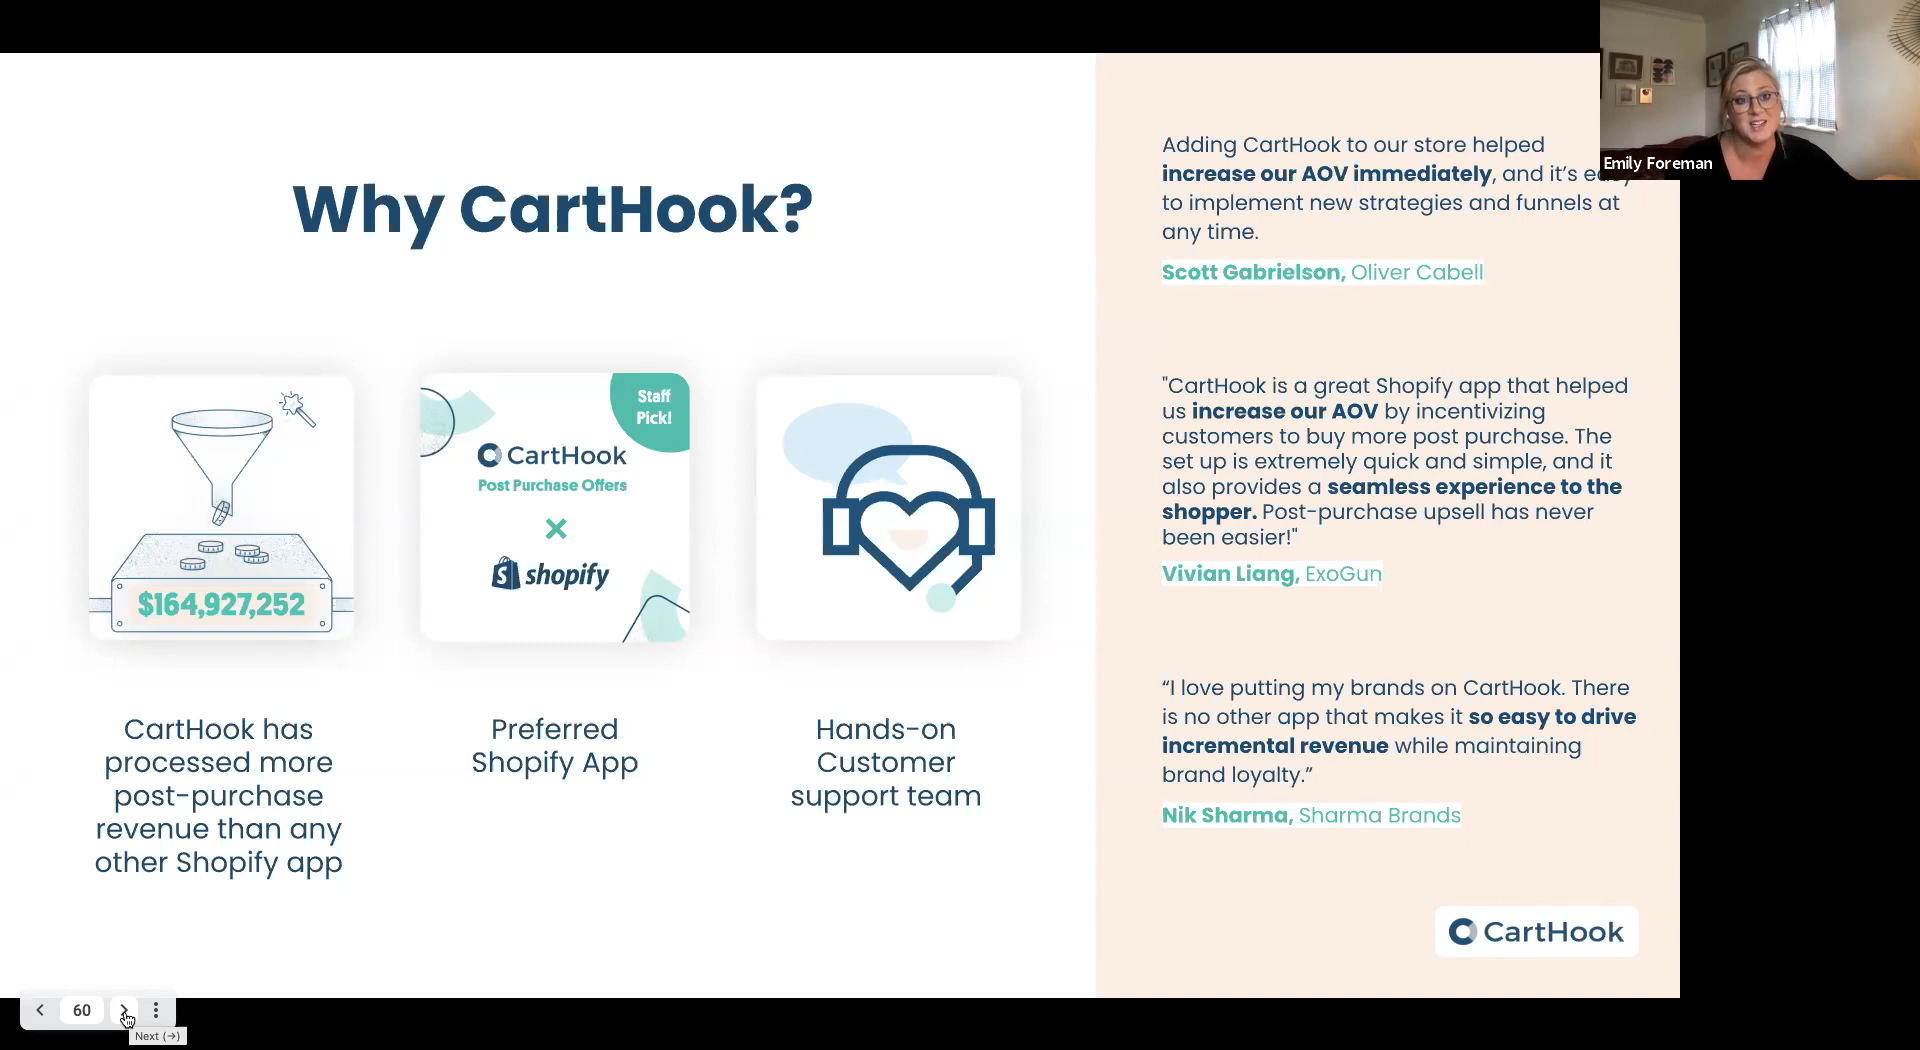 Why CartHook?
$164,927,252
CartHook has
processed more
post-purchase
revenue than any
other Shopify app
Staff
Pick!
CartHook
Post Purchase Offers
×
shopify
Preferred
Shopify App
Hands-on
Customer
support team
Adding CartHook to our store helped
increase our AOV immediately, and it's easy
to implement new strategies and funnels at
any time.
Scott Gabrielson, Oliver Cabell
"CartHook is a great Shopify app that helped
us increase our AOV by incentivizing
customers to buy more post purchase. The
set up is extremely quick and simple, and it
also provides a seamless experience to the
shopper. Post-purchase upsell has never
been easier!"
Vivian Liang, ExoGun
“I love putting my brands on CartHook. There
is no other app that makes it so easy to drive
incremental revenue while maintaining
brand loyalty.”
Nik Sharma, Sharma Brands
CartHook
Emily Foreman
60
Next (→)